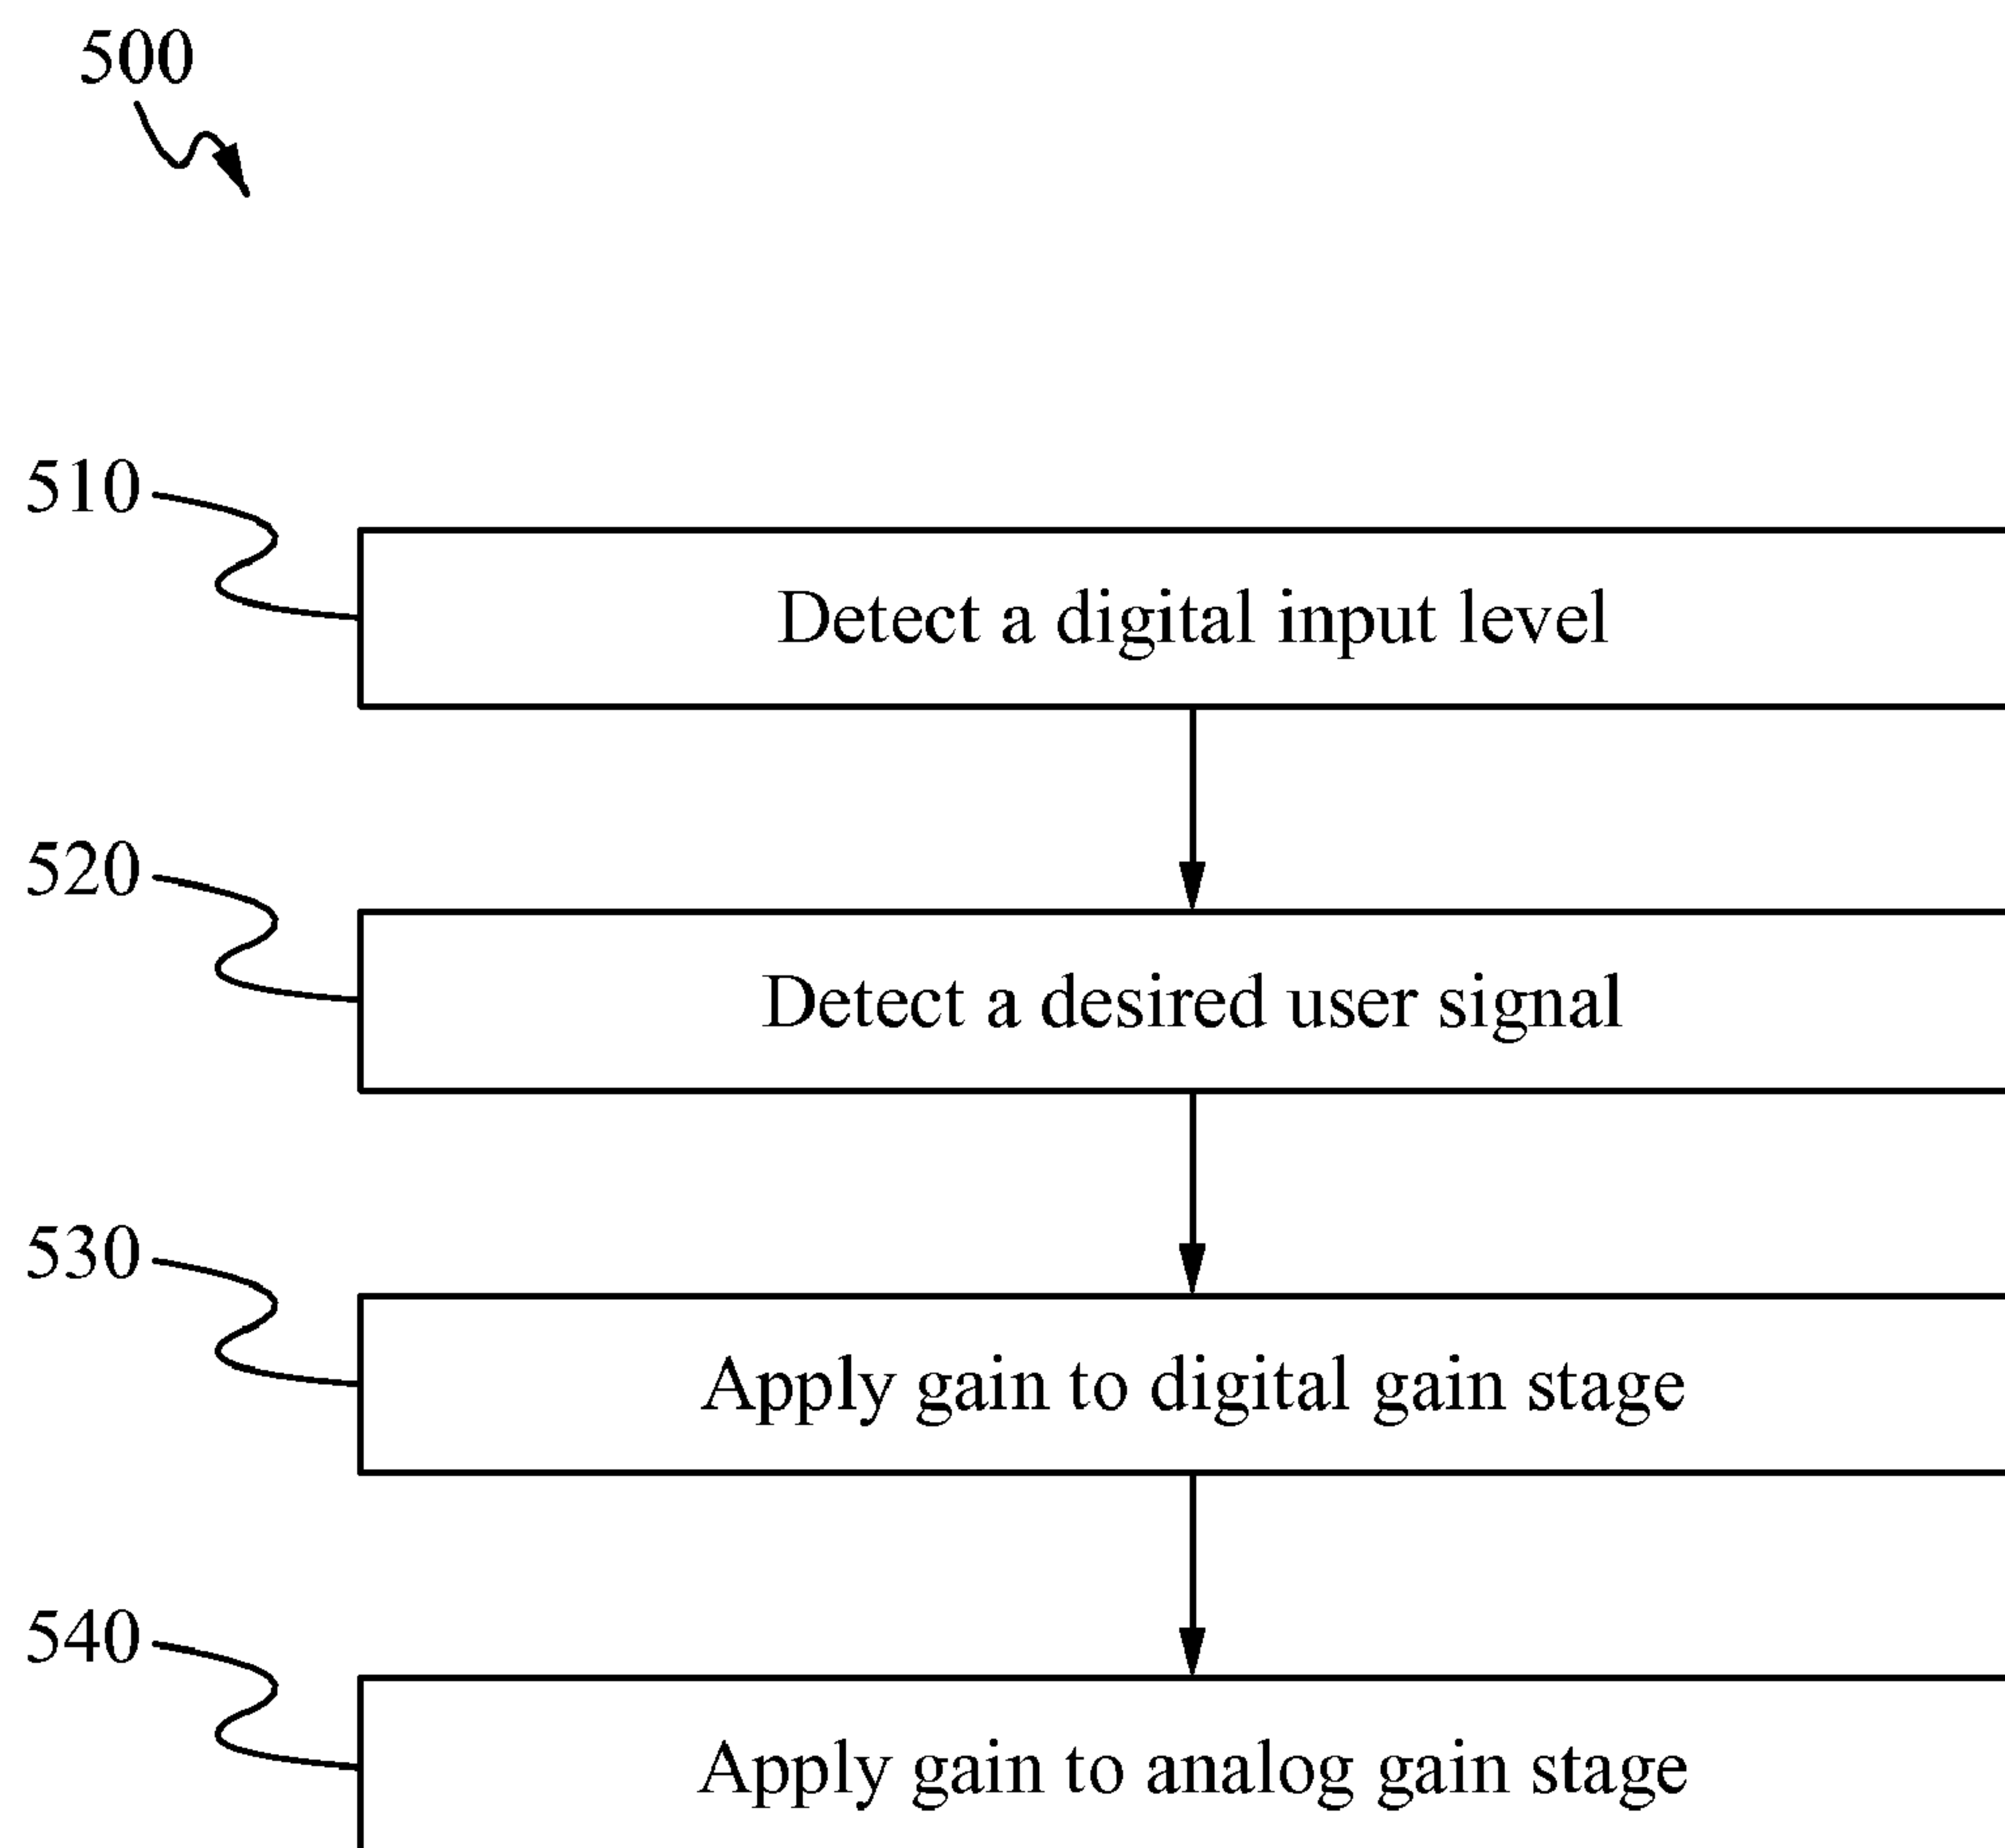 500
510
Detect a digital input level
520
Detect a desired user signal
530
Apply gain to digital gain stage
540
Apply gain to analog gain stage